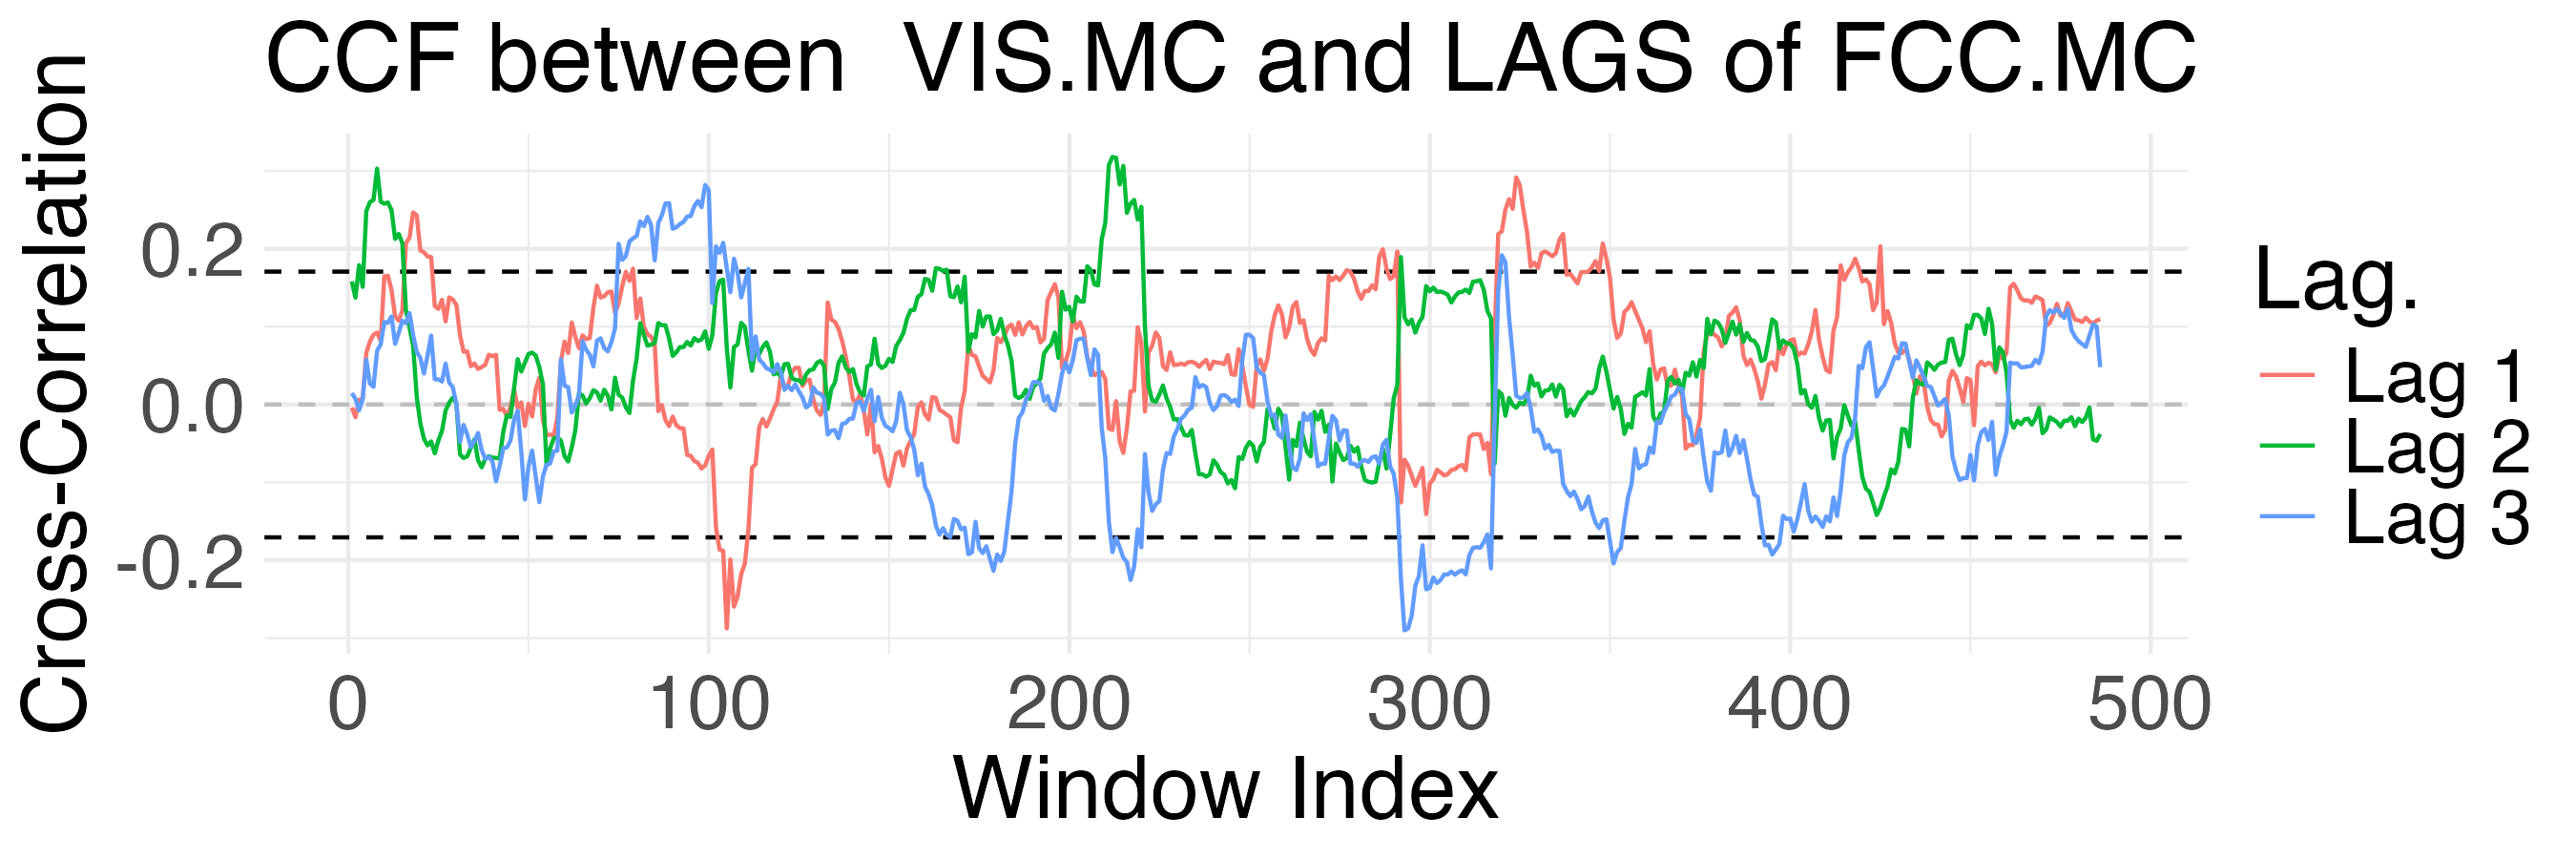 CCF between  VIS.MC and LAGS of FCC.MC
Cross-Correlation
0.2
0.0
-0.2
0 100 200 300 400 500
Window Index
Lag.
Lag 1
Lag 2
Lag 3